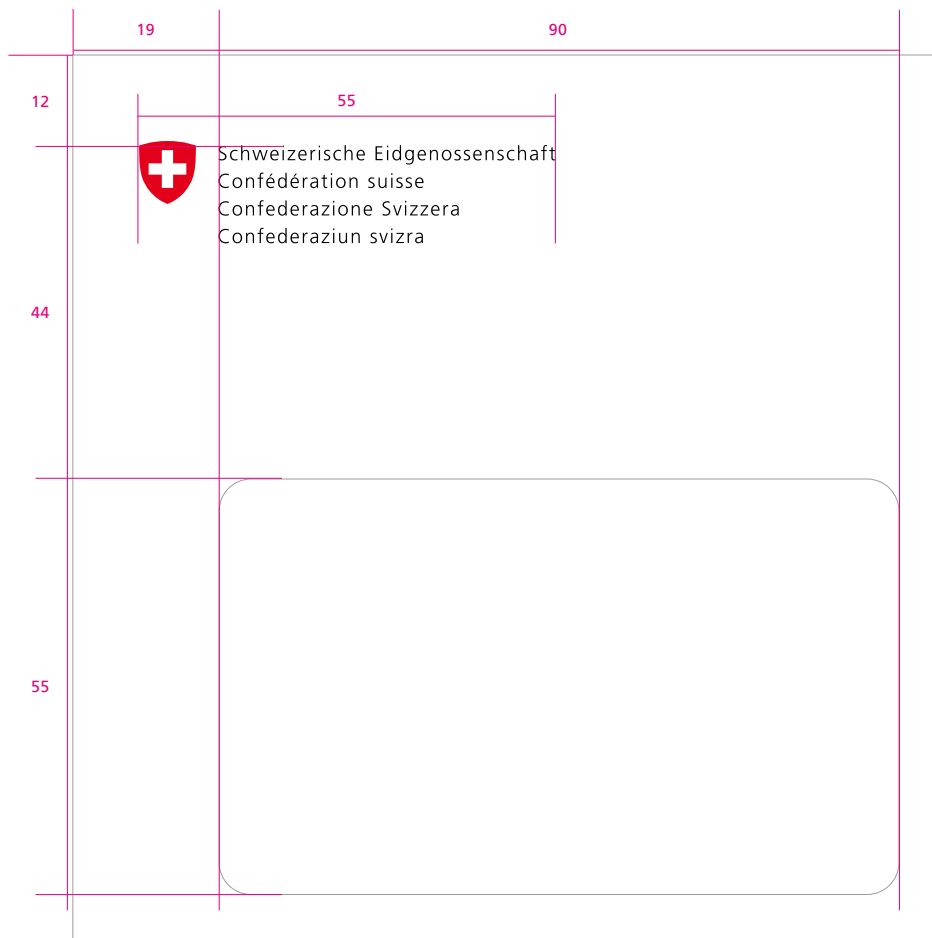 19
90
12
55
Schweizerische Eidgenossenschaft
Confédération suisse
Confederazione Svizzera
Confederaziun svizra
44
55